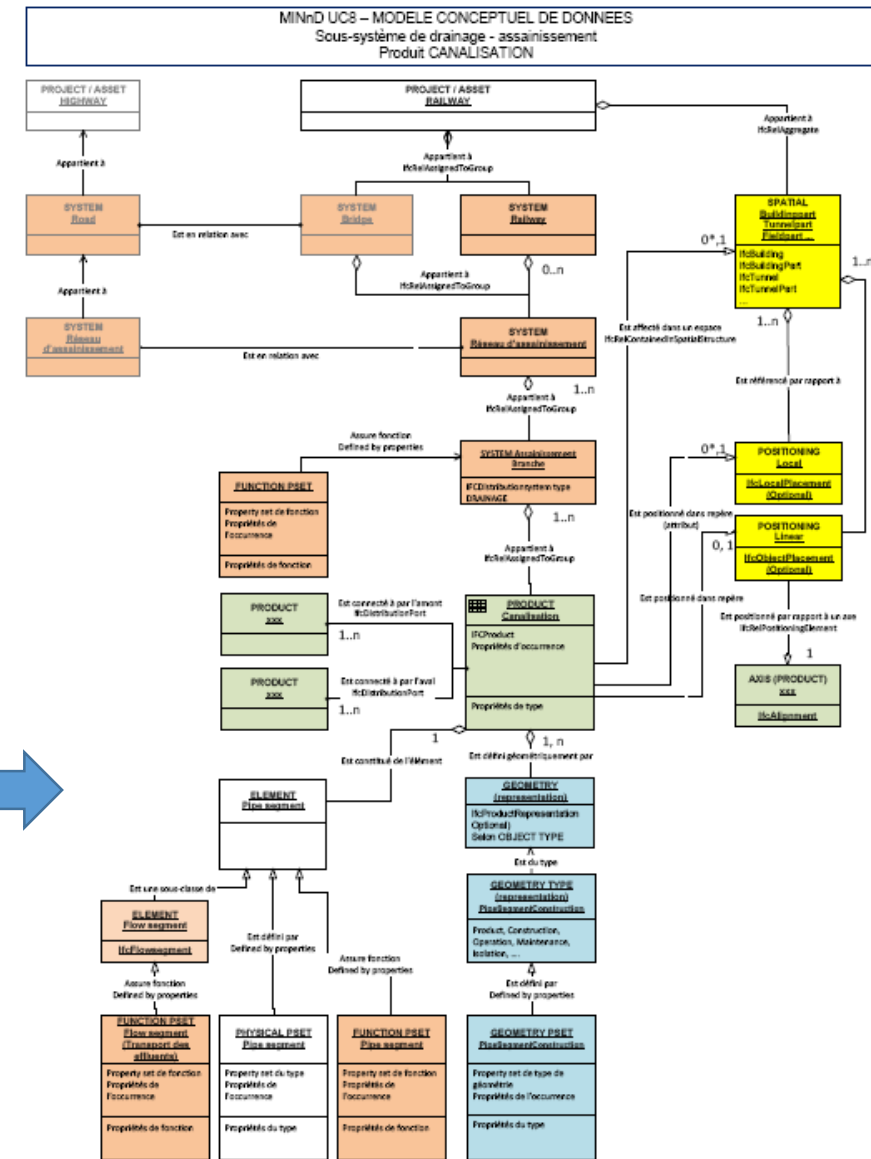 MINnD UC8 – MODELE CONCEPTUEL DE DONNEES
Sous-système de drainage - assainissement
Produit CANALISATION
PROJECT / ASSET
HIGHWAY
PROJECT / ASSET
RAILWAY
Appartient à
IfcRelAggregate
Appartient à
Appartient à
IfcRelAssignedToGroup
SYSTEM
Road
SYSTEM
Bridge
SYSTEM
Railway
SPATIAL
Buildingpart
Tunnelpart
Fieldpart ...
IfcBuilding
IfcBuildingPart
IfcTunnel
IfcTunnelPart
...
Est en relation avec
0*,1
1..n
0..n
Appartient à
Appartient à
IfcRelAssignedToGroup
1..n
SYSTEM
Réseau
d'assainissement
SYSTEM
Réseau d'assainissement
Est en relation avec
Est affecté dans un espace
IfcRelContainedInSpatialStructure
1..n
Est référencé par rapport à
Appartient à
IfcRelAssignedToGroup
Assure fonction
Defined by properties
SYSTEM Assainissement
Branche
IFCDistributionsystem type
DRAINAGE
0*,1
POSITIONING
Local
IfcLocalPlacement
(Optional)
FUNCTION PSET
Property set de fonction
Propriétés de
l'occurrence
Propriétés de fonction
1..n
Est positionné dans repère
(attribut)
POSITIONING
Linear
IfcObjectPlacement
(Optional)
0, 1
Appartient à
IfcRelAssignedToGroup
Est positionné dans repère
PRODUCT
xxx
Est connecté à par l'amont
IfcDistributionPort
1..n
PRODUCT
Canalisation
IFCProduct
Propriétés d'occurrence
Propriétés de type
Est positionné par rapport à un axe
IfcRelPositioningElement
1
PRODUCT
xxx
Est connecté à par l'aval
IfcDistributionPort
1..n
AXIS (PRODUCT)
xxx
IfcAlignment
1
1, n
Est constitué de l'élément
Est défini géométriquement par
ELEMENT
Pipe segment
GEOMETRY
(representation)
IfcProductRepresentation
Optional)
Selon OBJECT TYPE
Est du type
Est une sous-classe de
ELEMENT
Flow segment
IfcFlowsegment
GEOMETRY TYPE
(representation)
PipeSegmentConstruction
Product, Construction,
Operation, Maintenance,
Isolation, ...
Est défini par
Defined by properties
Assure fonction
Defined by properties
Assure fonction
Defined by properties
Est défini par
Defined by properties
FUNCTION PSET
Flow segment
(Transport des
effluents)
Property set de fonction
Propriétés de
l'occurrence
Propriétés de fonction
PHYSICAL PSET
Pipe segment
Property set du type
Propriétés de
l'occurrence
Propriétés du type
FUNCTION PSET
Pipe segment
Property set de fonction
Propriétés de
l'occurrence
Propriétés de fonction
GEOMETRY PSET
PipeSegmentConstruction
Property set de type de
géométrie
Propriétés de l'occurrence
Propriétés du type